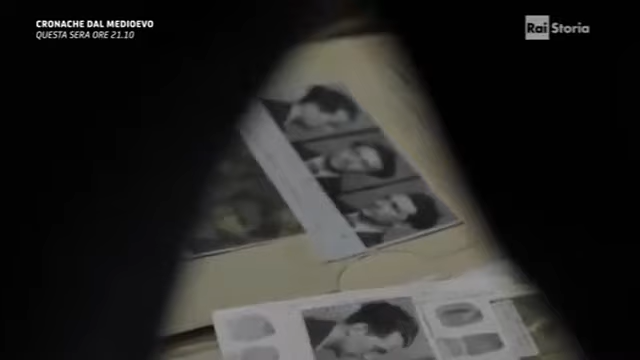 CRONACHE DAL MEDIOEVO
QUESTA SERA ORE 21.10
Rai Storia